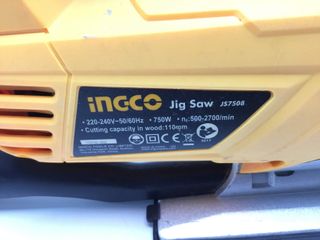 INGCO Jig Saw JS7508
• 220-240V~50/60Hz • 750W • n₀:500-2700/min
• Cutting capacity in wood:110mm